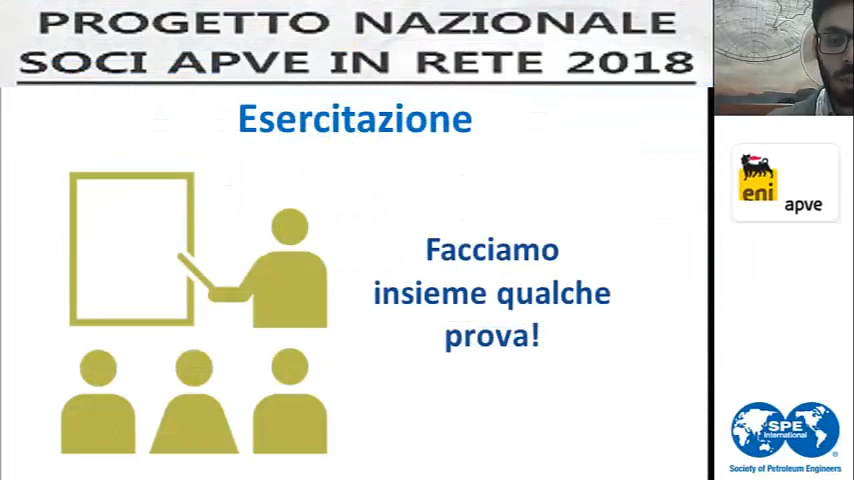 PROGETTO NAZIONALE
SOCI APVE IN RETE 2018
Esercitazione
Facciamo
insieme qualche
prova!
eni
apve
SPE
International
Society of Petroleum Engineers